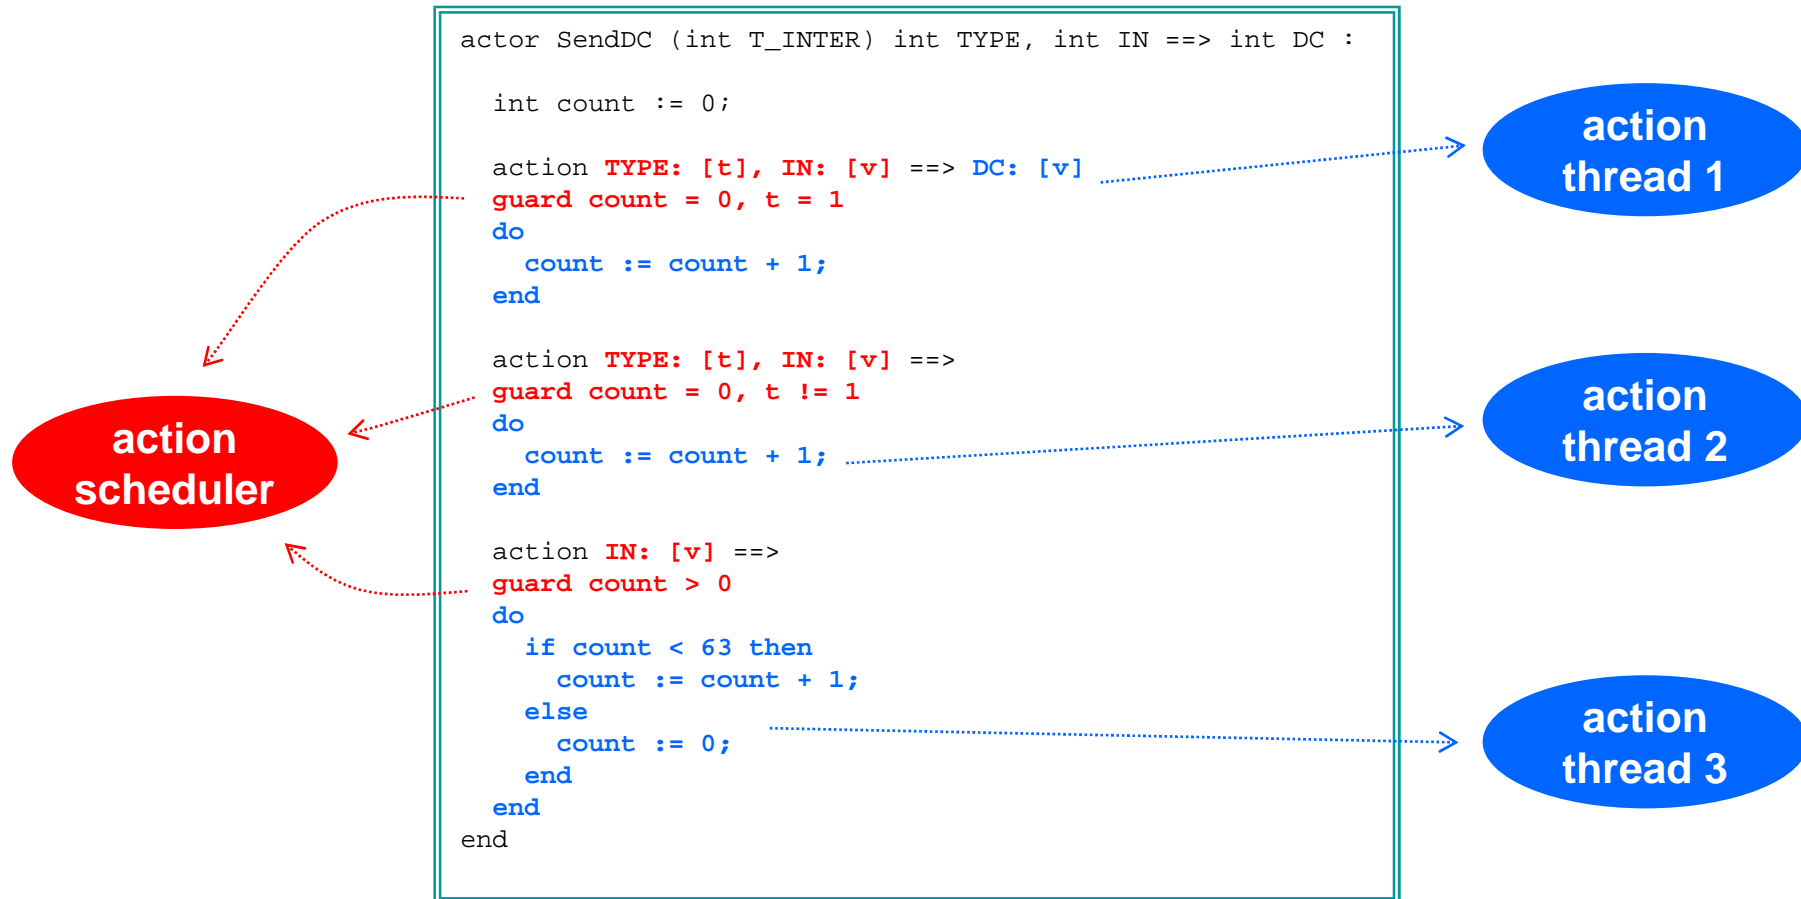 actor SendDC (int T_INTER) int TYPE, int IN ==> int DC :
int count := 0;
action TYPE: [t], IN: [v] ==> DC: [v]
guard count = 0, t = 1
do
count := count + 1;
end
action TYPE: [t], IN: [v] ==>
guard count = 0, t != 1
do
count := count + 1;
end
action IN: [v] ==>
guard count > 0
do
if count < 63 then
count := count + 1;
else
count := 0;
end
end
end
action
scheduler
action
thread 1
action
thread 2
action
thread 3